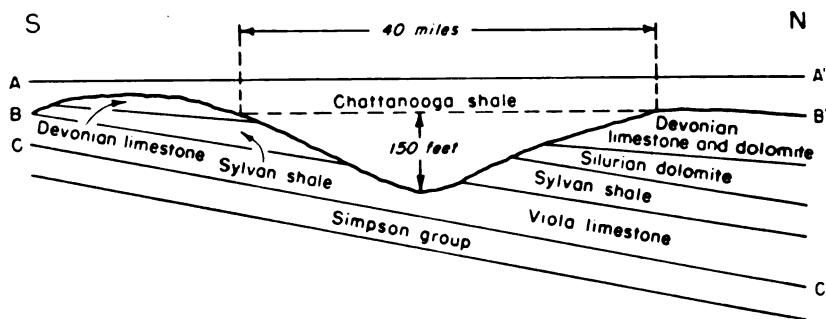 S
N
40 miles
A
A'
Chattanooga shale
B
B'
150 feet
Devonian
limestone and dolomite
Devonian limestone
C
Silurian dolomite
Sylvan shale
Sylvan shale
Viola limestone
Simpson group
C'